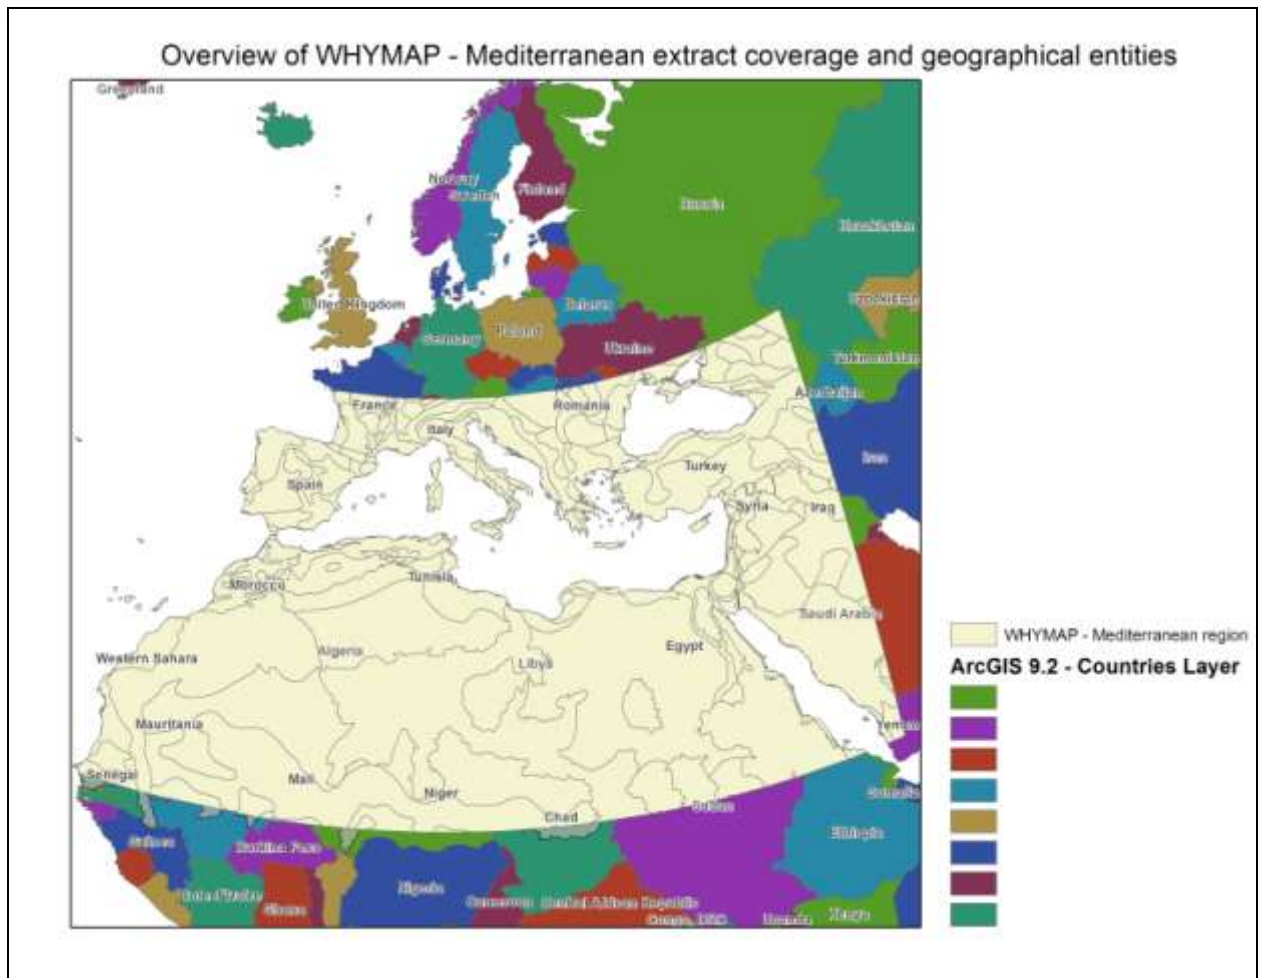 Overview of WHYMAP - Mediterranean extract coverage and geographical entities
Greenland
Norway
Sweden
Finland
Russia
Kazakhstan
United Kingdom
Uzbekistan
Belarus
Poland
Germany
Ukraine
Turkmenistan
Azerbaijan
France
Romania
Italy
Iran
Turkey
Spain
Syria
Iraq
Tunisia
Morocco
Saudi Arabia
WHYMAP - Mediterranean region
Egypt
Algeria
Western Sahara
Libya
ArcGIS 9.2 - Countries Layer
Mauritania
Yemen
Senegal
Mali
Niger
Somalia
Sudan
Chad
Ethiopia
Guinea
Burkina Faso
Nigeria
Ghana
Cameroon
Central African Republic
Congo, DRC
Uganda
Kenya